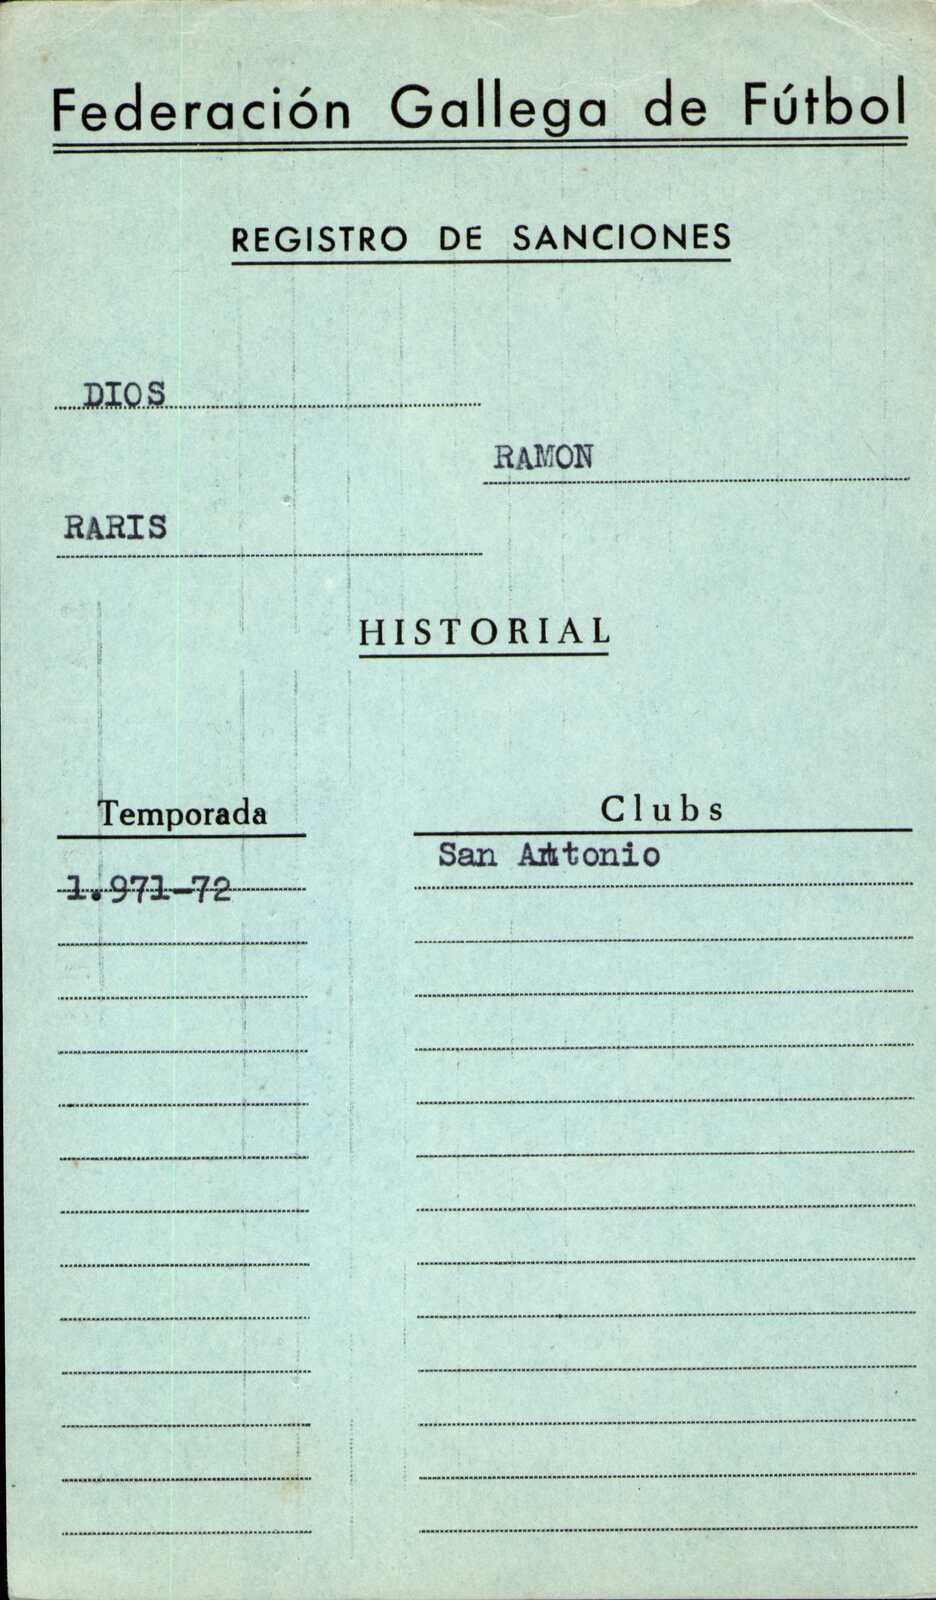 Federación Gallega de Fútbol
REGISTRO DE SANCIONES
DIOS
RAMON
RARIS
HISTORIAL
Temporada Clubs
San Antonio
1.971-72